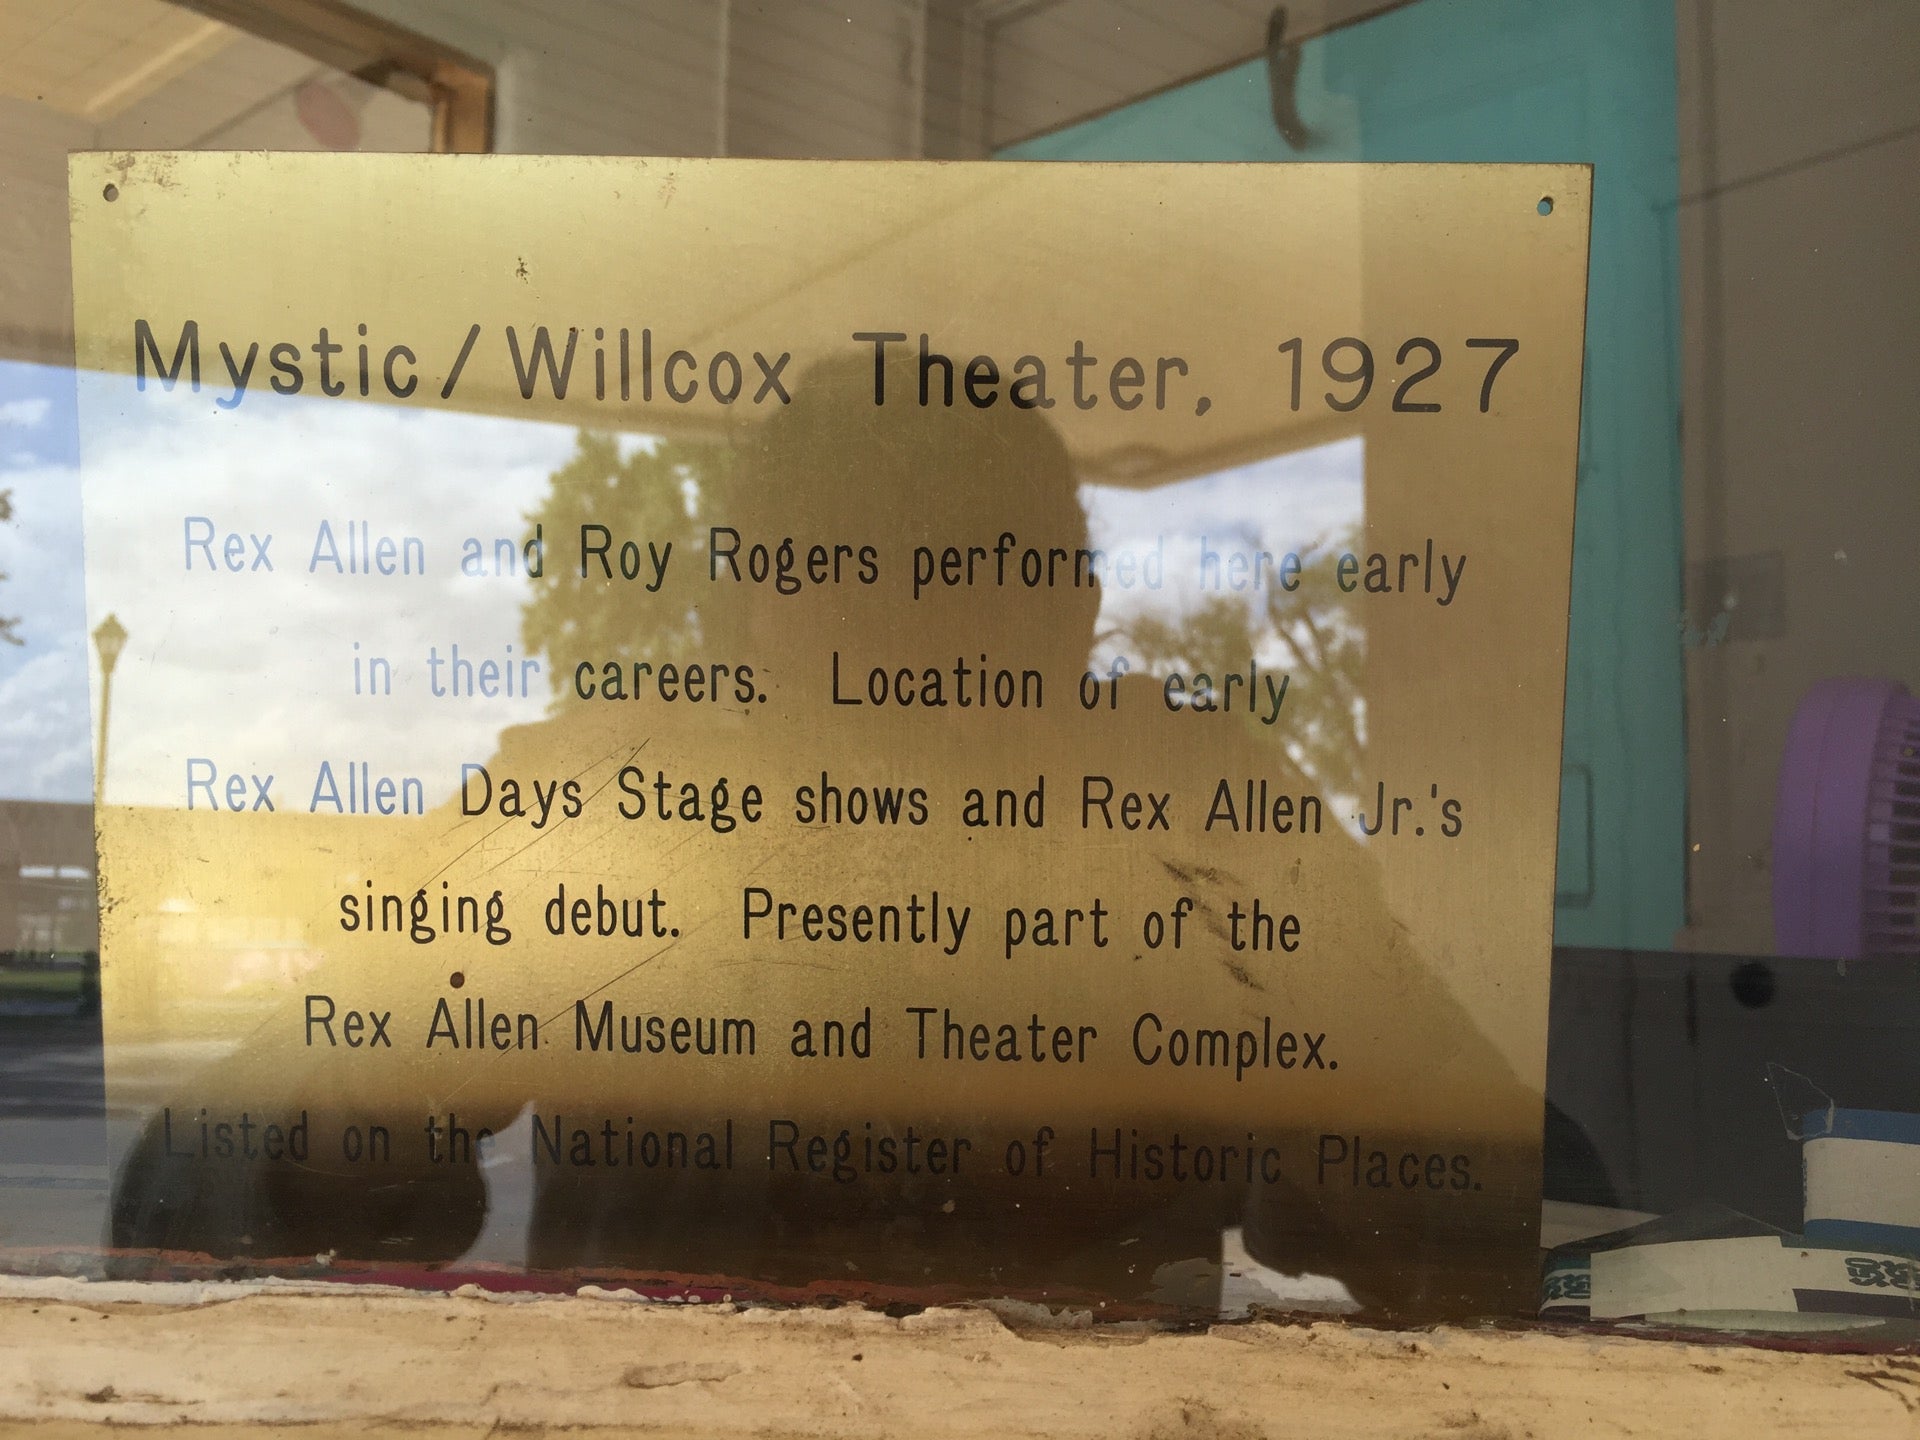 Mystic/Willcox Theater, 1927
Rex Allen and Roy Rogers performed here early
in their careers. Location of early
Rex Allen Days Stage shows and Rex Allen Jr.'s
singing debut. Presently part of the
Rex Allen Museum and Theater Complex.
Listed on the National Register of Historic Places.